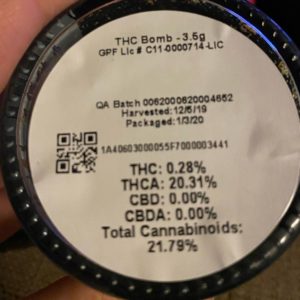 THC Bomb - 3.5g
GPF Lic # C11-0000714-LIC
QA Batch 0062000620004652
Harvested: 12/5/19
Packaged: 1/3/20
1A40603000055F7000003441
THC: 0.28%
THCA: 20.31%
CBD: 0.00%
CBDA: 0.00%
Total Cannabinoids:
21.79%